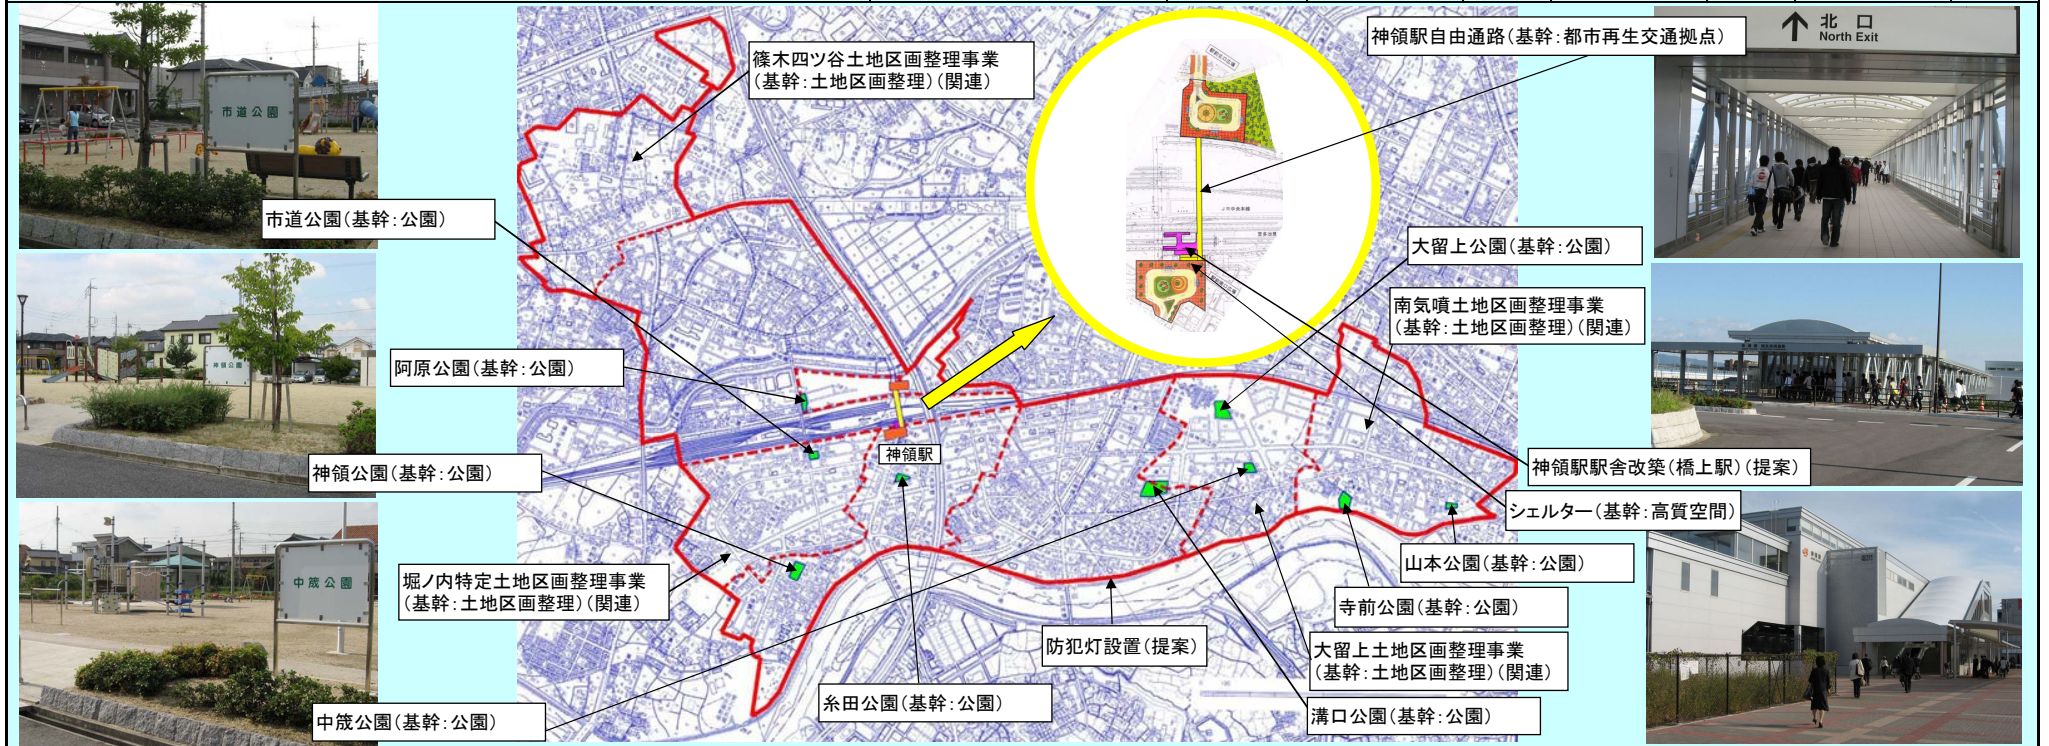 市道公園
市道公園(基幹:公園)
神領公園
阿原公園(基幹:公園)
神領公園(基幹:公園)
中筬公園
堀ノ内特定土地区画整理事業
(基幹:土地区画整理)(関連)
中筬公園(基幹:公園)
篠木四ツ谷土地区画整理事業
(基幹:土地区画整理)(関連)
神領駅
糸田公園(基幹:公園)
防犯灯設置(提案)
JR中央本線
神領駅自由通路(基幹:都市再生交通拠点)
北口
North Exit
大留上公園(基幹:公園)
南気噴土地区画整理事業
(基幹:土地区画整理)(関連)
神領駅駅舎改築(橋上駅)(提案)
シェルター(基幹:高質空間)
山本公園(基幹:公園)
寺前公園(基幹:公園)
大留上土地区画整理事業
(基幹:土地区画整理)(関連)
溝口公園(基幹:公園)